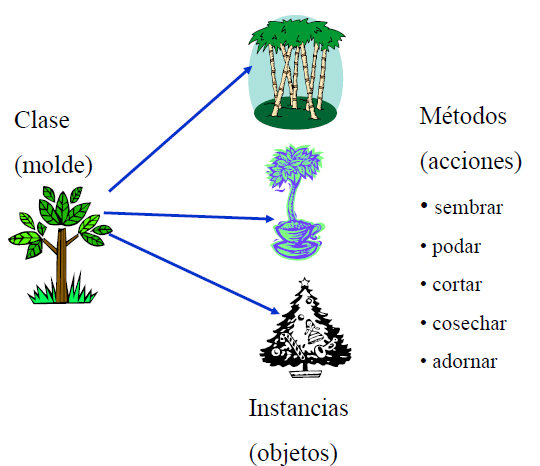 Clase
(molde)
Métodos
(acciones)
• sembrar
• podar
• cortar
• cosechar
• adornar
Instancias
(objetos)